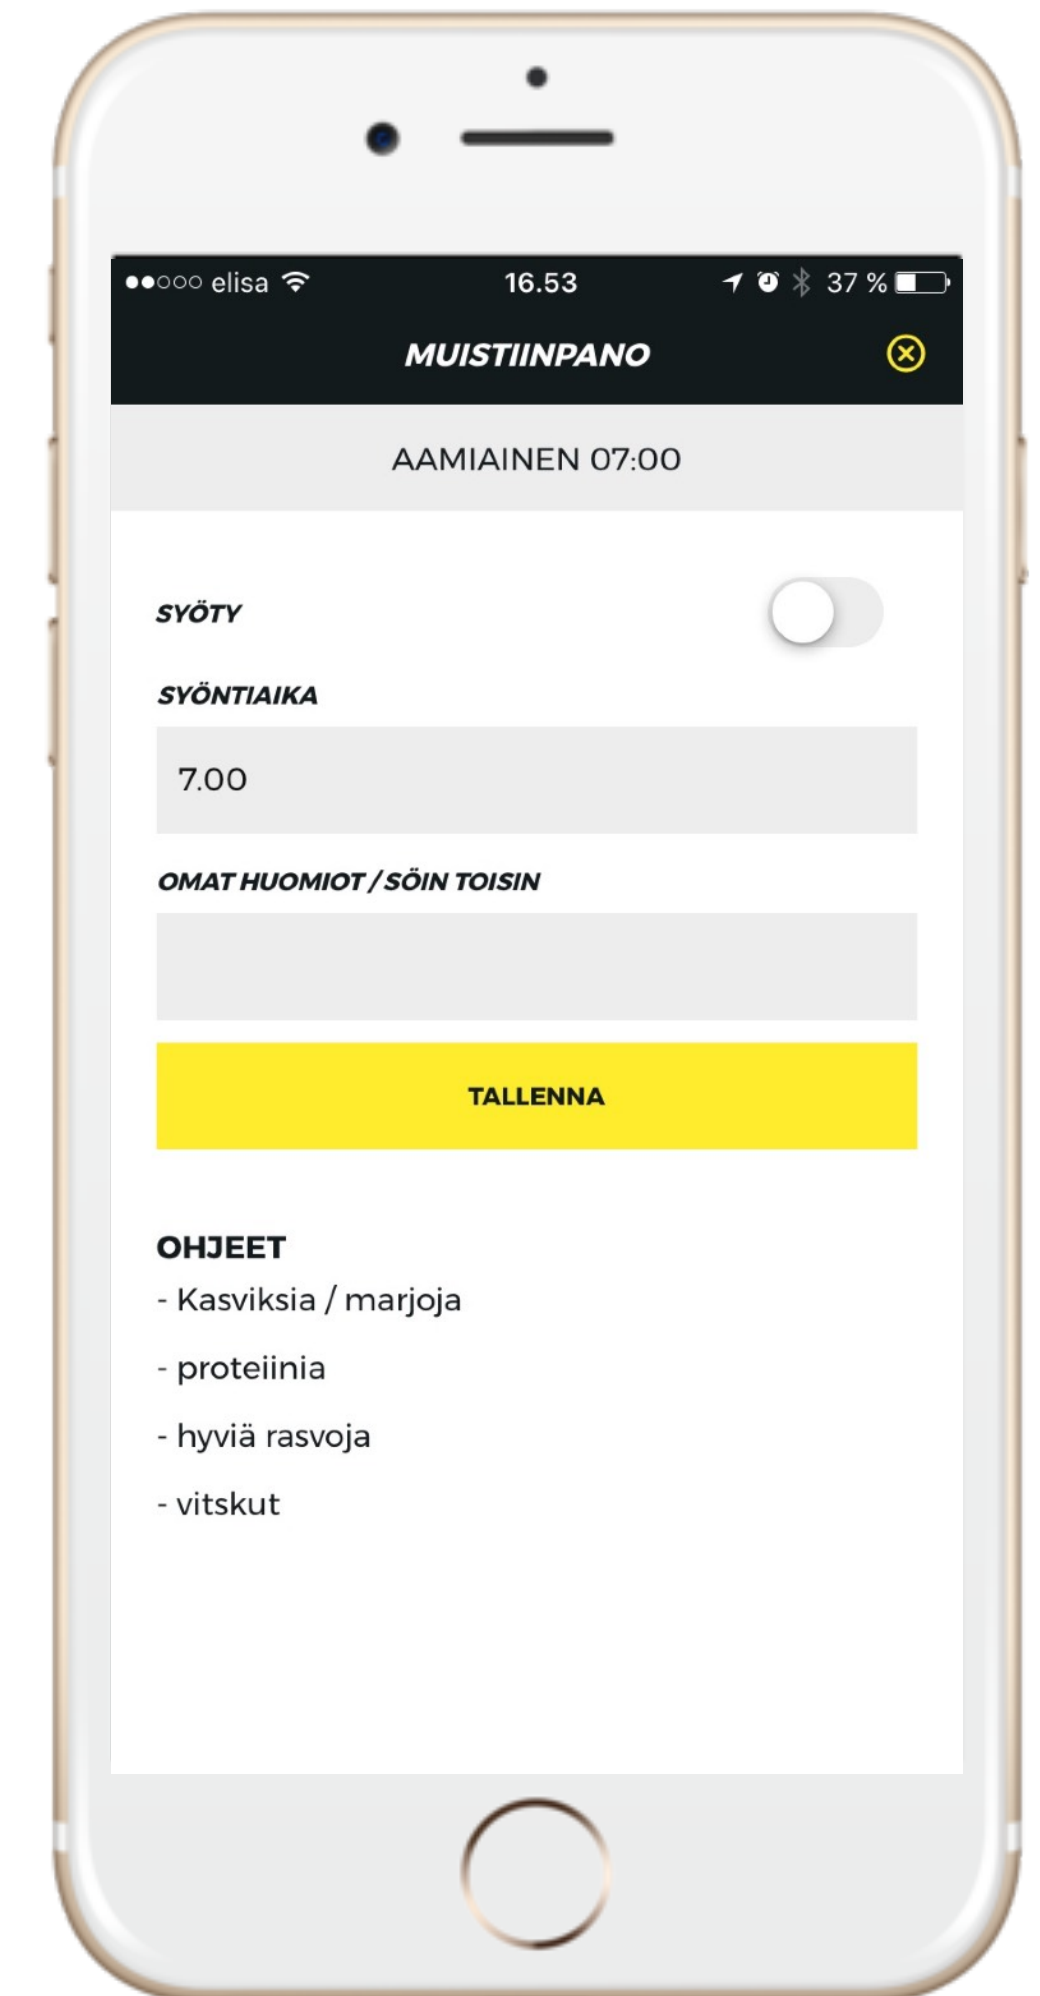 elisa 16.53 37 %
MUISTIINPANO
AAMIAINEN 07:00
SYÖTY
SYÖNTIAIKA
7.00
OMAT HUOMIOT / SÖIN TOISIN
TALLENNA
OHJEET
- Kasviksia / marjoja
- proteiinia
- hyviä rasvoja
- vitskut